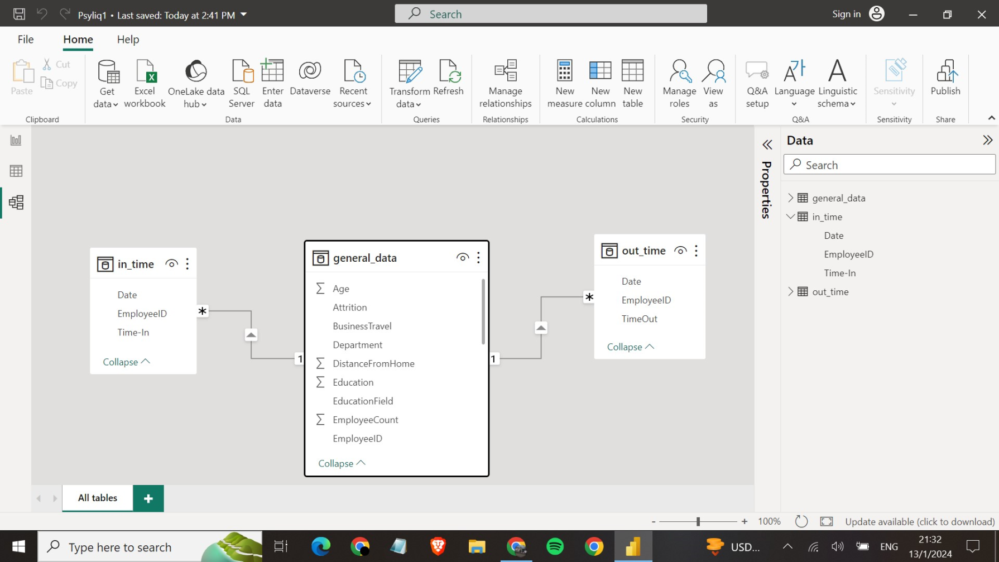 Psyliq1 • Last saved: Today at 2:41 PM
Search
Sign in
File
Home
Help
Paste
Cut
Copy
Clipboard
Get data
Excel workbook
OneLake data hub
SQL Server
Enter data
Dataverse
Recent sources
Data
Transform data
Refresh
Queries
Manage relationships
Relationships
New measure
New column
New table
Calculations
Manage roles
View as
Security
Q&A setup
Language
Linguistic schema
Q&A
Sensitivity
Sensitivity
Publish
Share
in_time
Date
EmployeeID
Time-In
Collapse
*
1
general_data
Age
Attrition
BusinessTravel
Department
DistanceFromHome
Education
EducationField
EmployeeCount
EmployeeID
Collapse
1
*
out_time
Date
EmployeeID
TimeOut
Collapse
Properties
Data
Search
general_data
in_time
Date
EmployeeID
Time-In
out_time
All tables
+
- + 100%
Update available (click to download)
Type here to search
USD...
ENG
21:32
13/1/2024